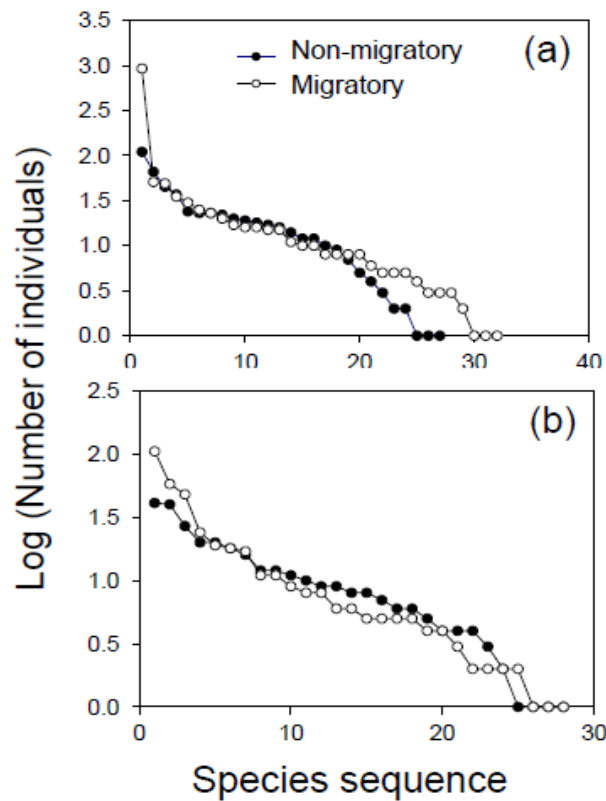 3.5
3.0
2.5
2.0
1.5
1.0
0.5
0.0
0 10 20 30 40
Non-migratory
Migratory
(a)
2.5
2.0
1.5
1.0
0.5
0.0
0 10 20 30
(b)
Log (Number of individuals)
Species sequence